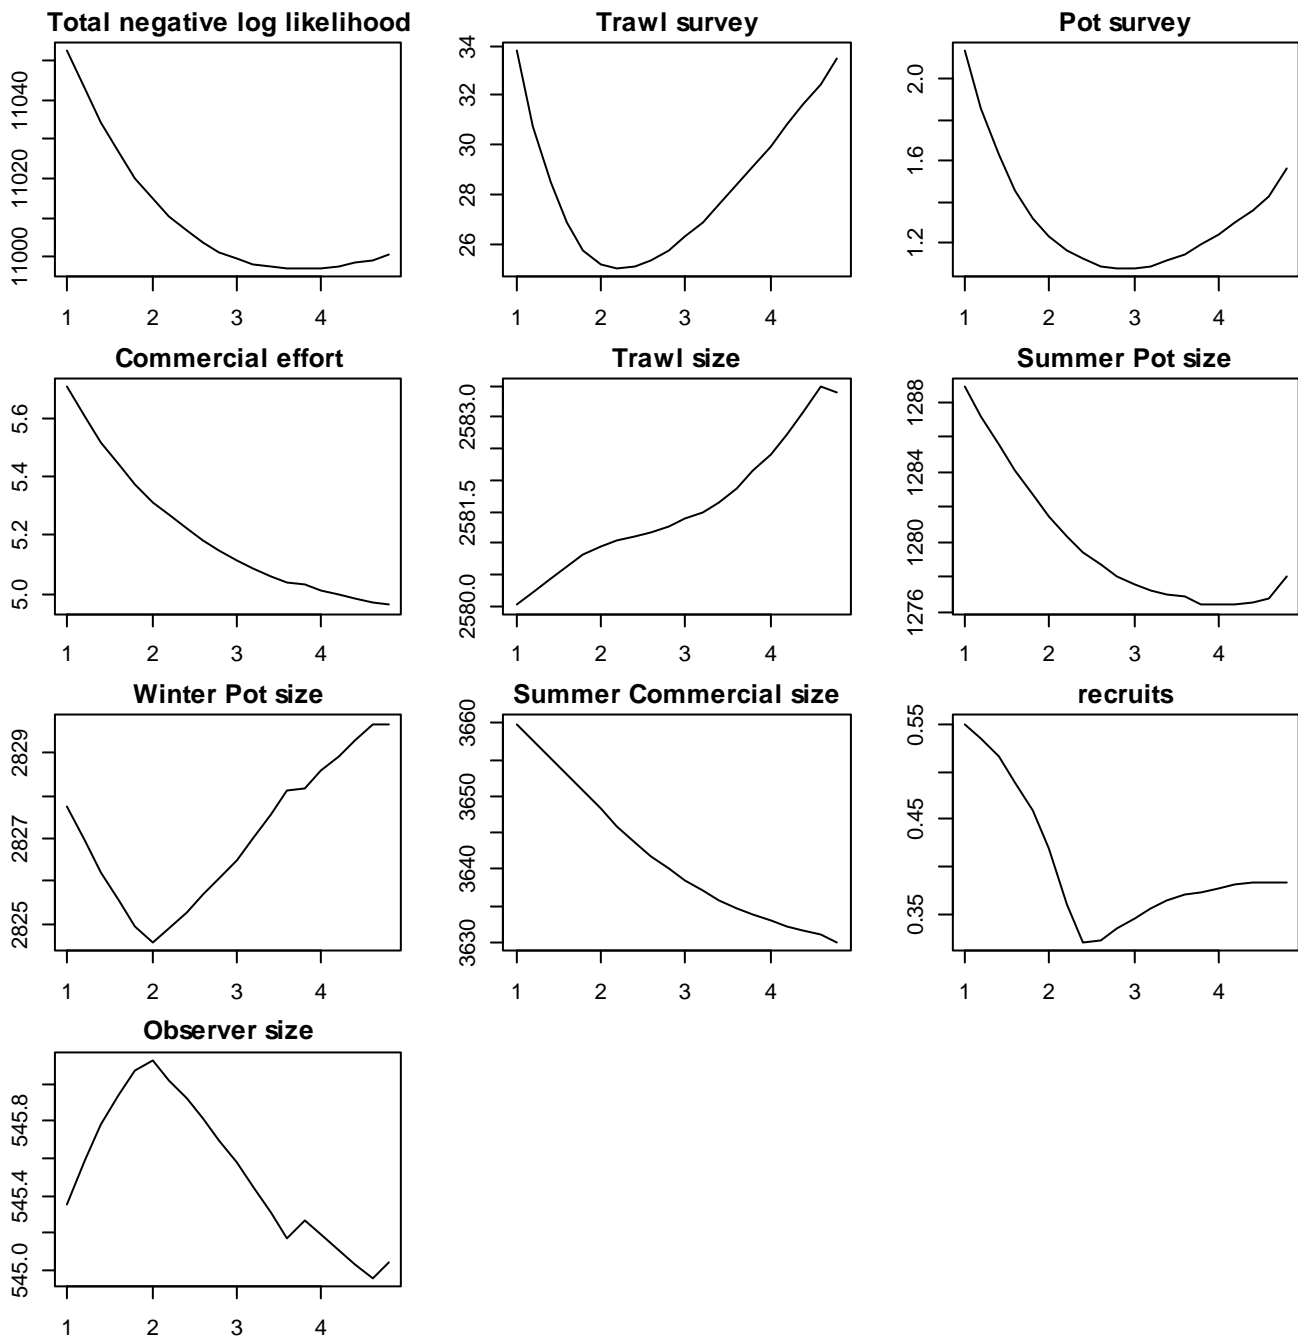 Total negative log likelihood
11000 11020 11040
1 2 3 4
Trawl survey
26 28 30 32 34
1 2 3 4
Pot survey
1.2 1.6 2.0
1 2 3 4
Commercial effort
5.0 5.2 5.4 5.6
1 2 3 4
Trawl size
2580.0 2581.5 2583.0
1 2 3 4
Summer Pot size
1276 1280 1284 1288
1 2 3 4
Winter Pot size
2825 2827 2829
1 2 3 4
Summer Commercial size
3630 3640 3650 3660
1 2 3 4
recruits
0.35 0.45 0.55
1 2 3 4
Observer size
545.0 545.4 545.8
1 2 3 4